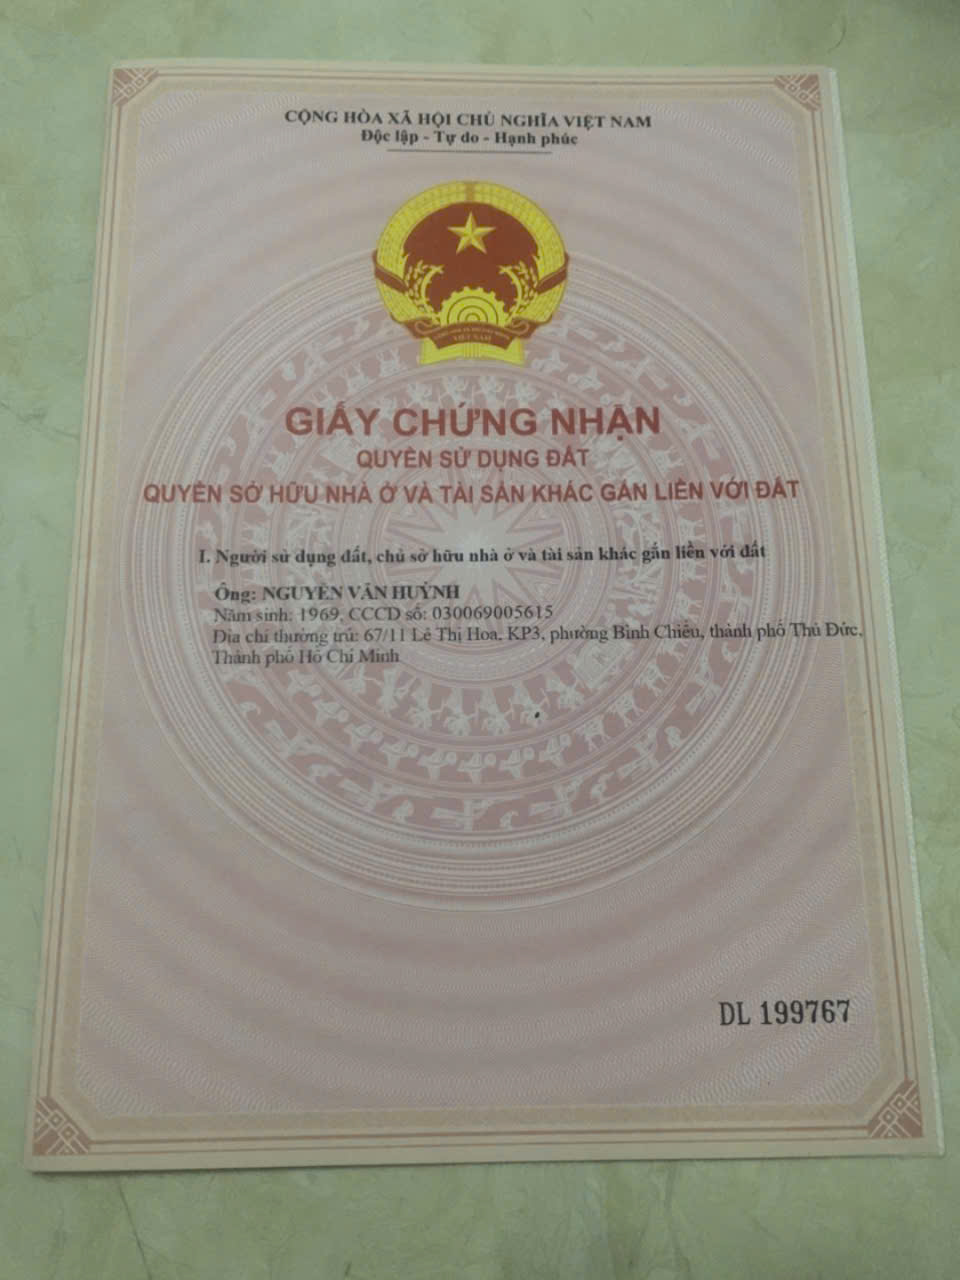 CỘNG HÒA XÃ HỘI CHỦ NGHĨA VIỆT NAM
Độc lập - Tự do - Hạnh phúc
VIỆT NAM
GIẤY CHỨNG NHẬN
QUYỀN SỬ DỤNG ĐẤT
QUYỀN SỞ HỮU NHÀ Ở VÀ TÀI SẢN KHÁC GẮN LIỀN VỚI ĐẤT
I. Người sử dụng đất, chủ sở hữu nhà ở và tài sản khác gắn liền với đất
Ông: NGUYỄN VĂN HUỲNH
Năm sinh: 1969, CCCD số: 030069005615
Địa chỉ thường trú: 67/11 Lê Thị Hoa, KP3, phường Bình Chiểu, thành phố Thủ Đức,
Thành phố Hồ Chí Minh
DL 199767